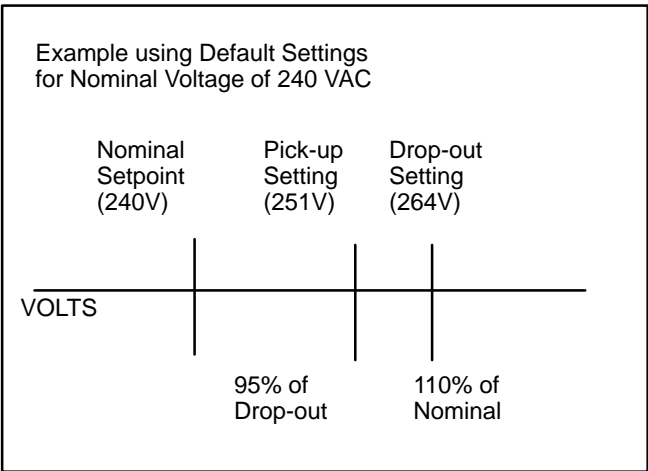 Example using Default Settings
for Nominal Voltage of 240 VAC
Nominal
Setpoint
(240V)
Pick-up
Setting
(251V)
Drop-out
Setting
(264V)
VOLTS
95% of
Drop-out
110% of
Nominal